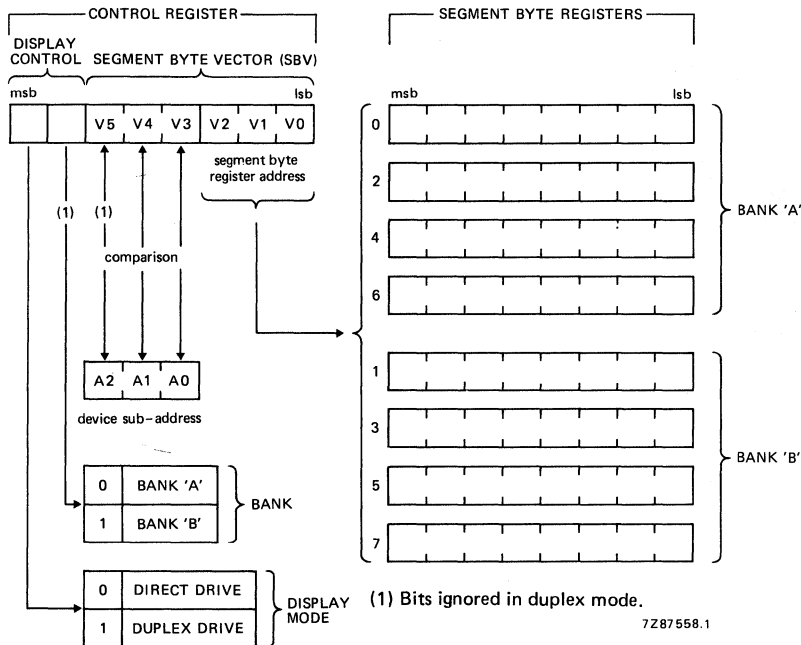 CONTROL REGISTER
SEGMENT BYTE REGISTERS
DISPLAY
CONTROL
SEGMENT BYTE VECTOR (SBV)
msb
lsb
V5 V4 V3 V2 V1 V0
segment byte
register address
(1)
(1)
comparison
A2 A1 A0
device sub-address
0 BANK 'A'
1 BANK 'B'
BANK
0 DIRECT DRIVE
1 DUPLEX DRIVE
DISPLAY
MODE
msb
lsb
0
2
4
6
BANK 'A'
1
3
5
7
BANK 'B'
(1) Bits ignored in duplex mode.
7Z87558.1